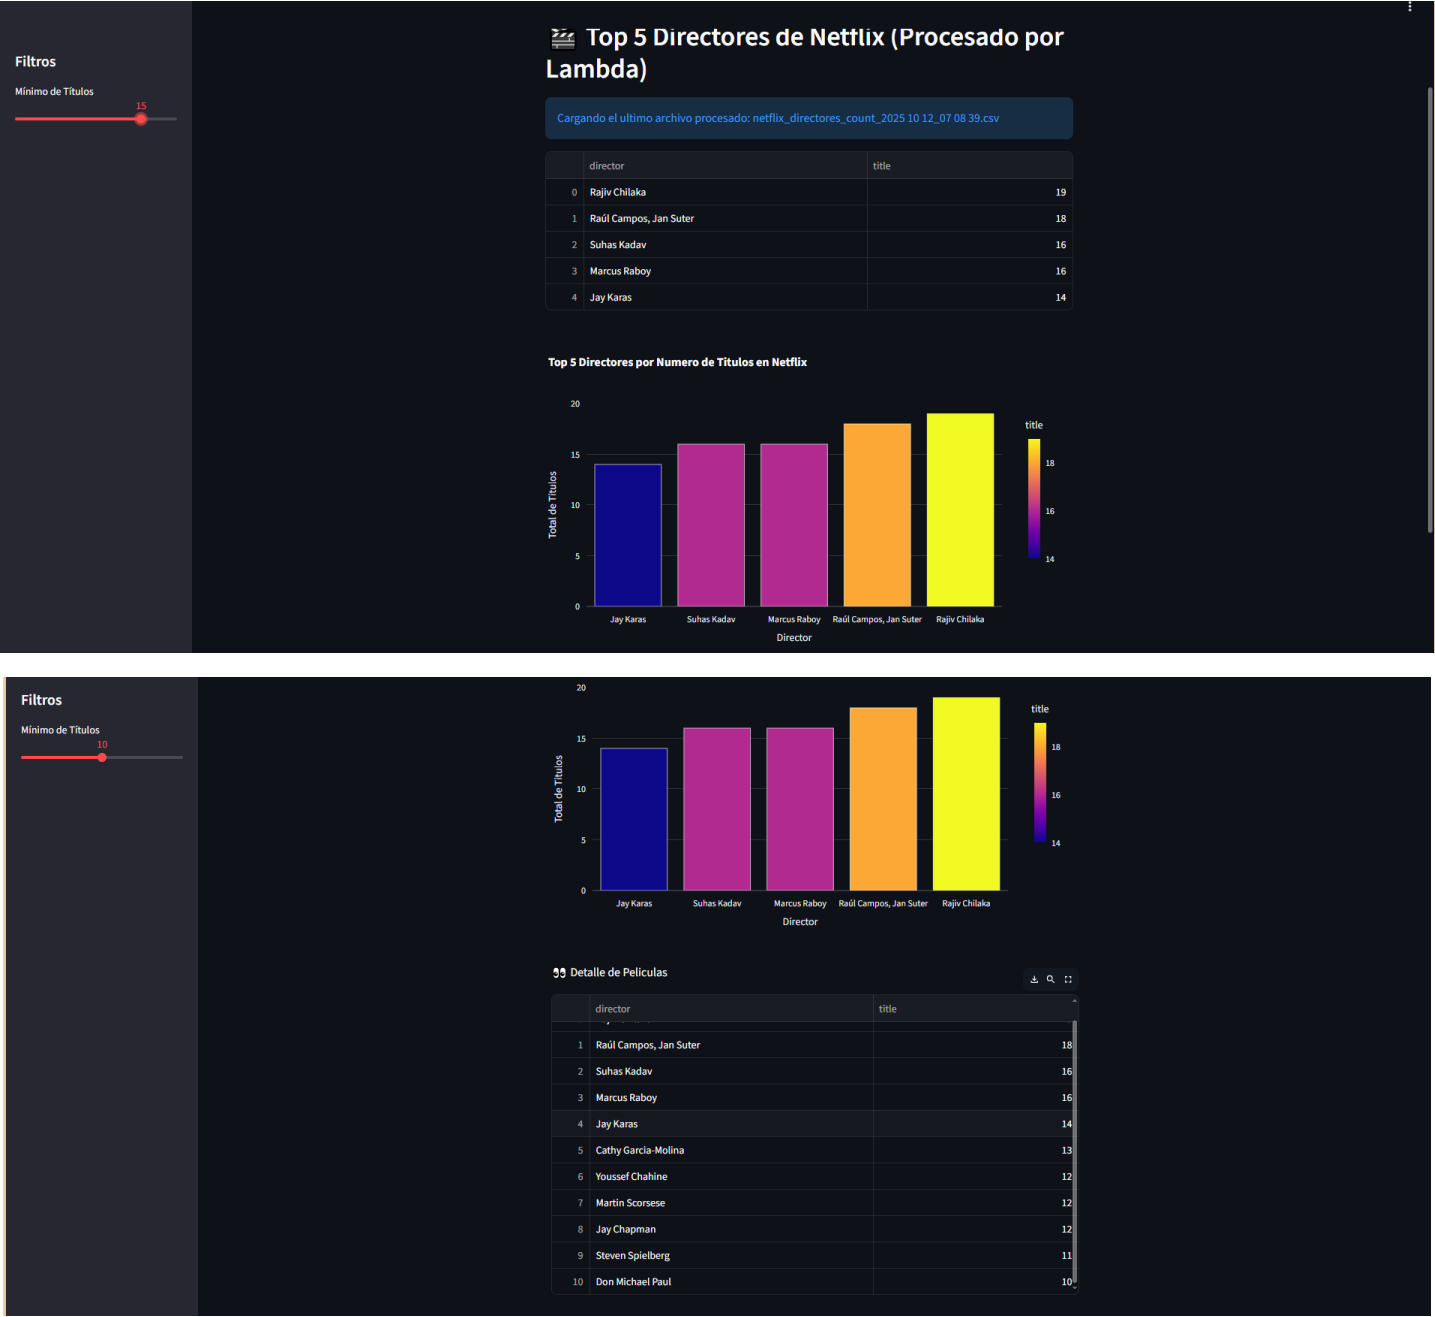 Filtros
Mínimo de Títulos
15
🎬 Top 5 Directores de Netflix (Procesado por
Lambda)
Cargando el ultimo archivo procesado: netflix_directores_count_2025 10 12_07 08 39.csv
director title
0 Rajiv Chilaka 19
1 Raúl Campos, Jan Suter 18
2 Suhas Kadav 16
3 Marcus Raboy 16
4 Jay Karas 14
Top 5 Directores por Numero de Titulos en Netflix
20
15
10
5
0
Total de Titulos
Jay Karas Suhas Kadav Marcus Raboy Raúl Campos, Jan Suter Rajiv Chilaka
Director
title
18
16
14
Filtros
Mínimo de Títulos
10
20
15
10
5
0
Total de Titulos
Jay Karas Suhas Kadav Marcus Raboy Raúl Campos, Jan Suter Rajiv Chilaka
Director
title
18
16
14
👀 Detalle de Peliculas
director title
1 Raúl Campos, Jan Suter 18
2 Suhas Kadav 16
3 Marcus Raboy 16
4 Jay Karas 14
5 Cathy Garcia-Molina 13
6 Youssef Chahine 12
7 Martin Scorsese 12
8 Jay Chapman 12
9 Steven Spielberg 11
10 Don Michael Paul 10